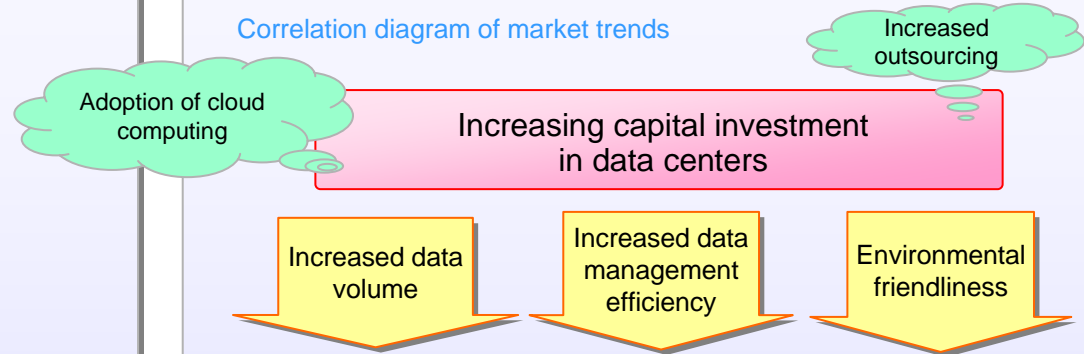 Correlation diagram of market trends
Increased
outsourcing
Adoption of cloud
computing
Increasing capital investment
in data centers
Increased data
volume
Increased data
management
efficiency
Environmental
friendliness